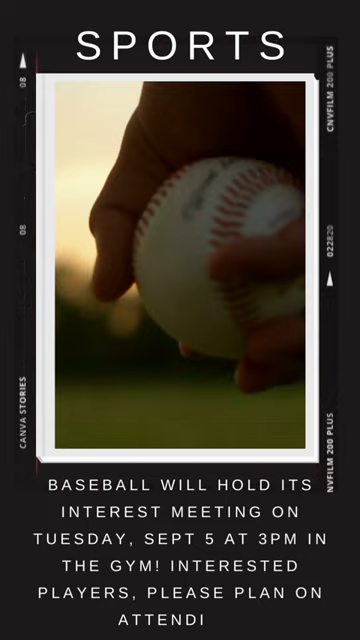 SPORTS
08
CNVFILM 200 PLUS
08
022820
CANVA STORIES
NVFILM 200 PLUS
BASEBALL WILL HOLD ITS
INTEREST MEETING ON
TUESDAY, SEPT 5 AT 3PM IN
THE GYM! INTERESTED
PLAYERS, PLEASE PLAN ON
ATTENDI